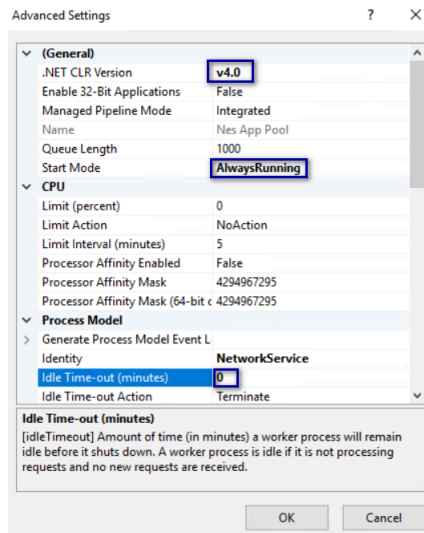 Advanced Settings ? ×
(General)
.NET CLR Version v4.0
Enable 32-Bit Applications False
Managed Pipeline Mode Integrated
Name Nes App Pool
Queue Length 1000
Start Mode AlwaysRunning
CPU
Limit (percent) 0
Limit Action NoAction
Limit Interval (minutes) 5
Processor Affinity Enabled False
Processor Affinity Mask 4294967295
Processor Affinity Mask (64-bit c 4294967295
Process Model
Generate Process Model Event L
Identity NetworkService
Idle Time-out (minutes) 0
Idle Time-out Action Terminate
Idle Time-out (minutes)
[idleTimeout] Amount of time (in minutes) a worker process will remain
idle before it shuts down. A worker process is idle if it is not processing
requests and no new requests are received.
OK Cancel